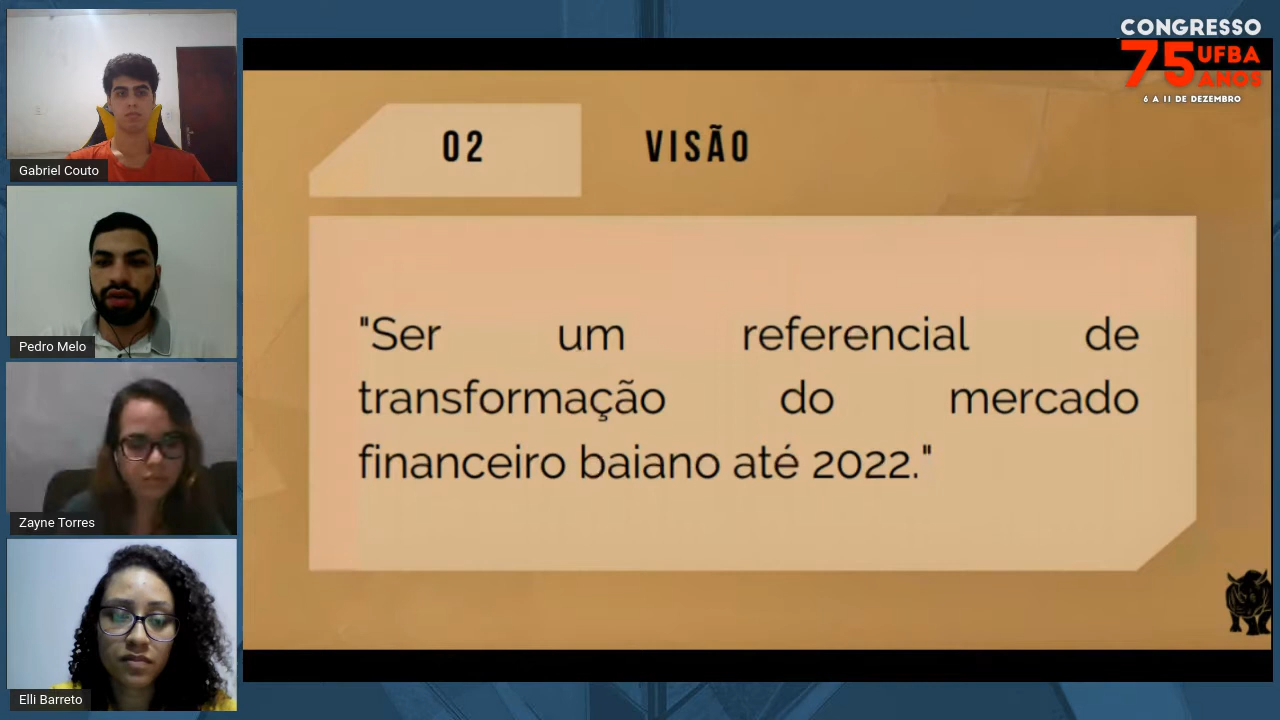 CONGRESSO
75 UFBA
ANOS
6 A 11 DE DEZEMBRO
Gabriel Couto
Pedro Melo
Zayne Torres
Elli Barreto
02 VISÃO
"Ser um referencial de
transformação do mercado
financeiro baiano até 2022."